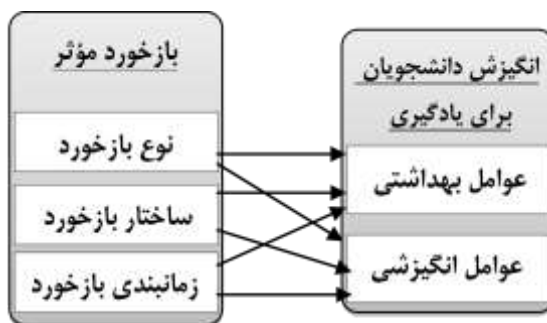 بازخورد مؤثر
نوع بازخورد
ساختار بازخورد
زمانبندی بازخورد
انگیزش دانشجویان
برای یادگیری
عوامل بهداشتی
عوامل انگیزشی